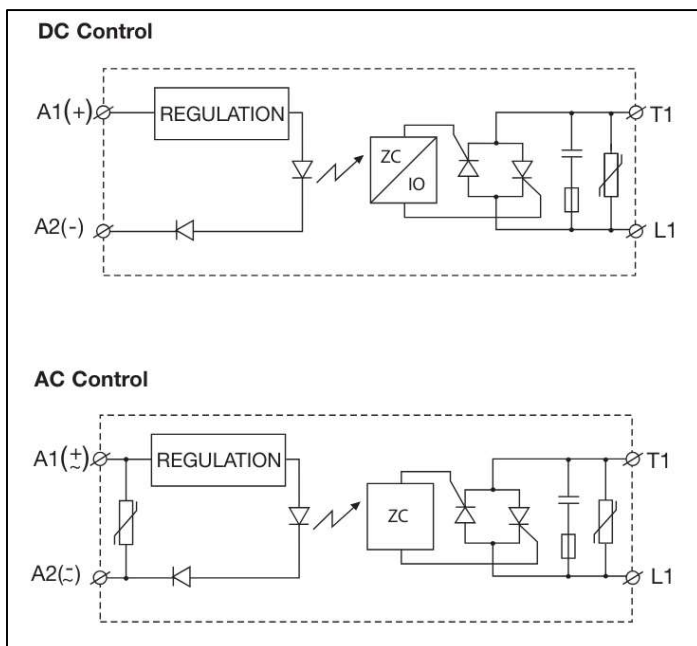 DC Control
A1(+)
REGULATION
T1
ZC
IO
A2(-)
L1
AC Control
A1(±̰)
REGULATION
T1
ZC
A2(-̰)
L1